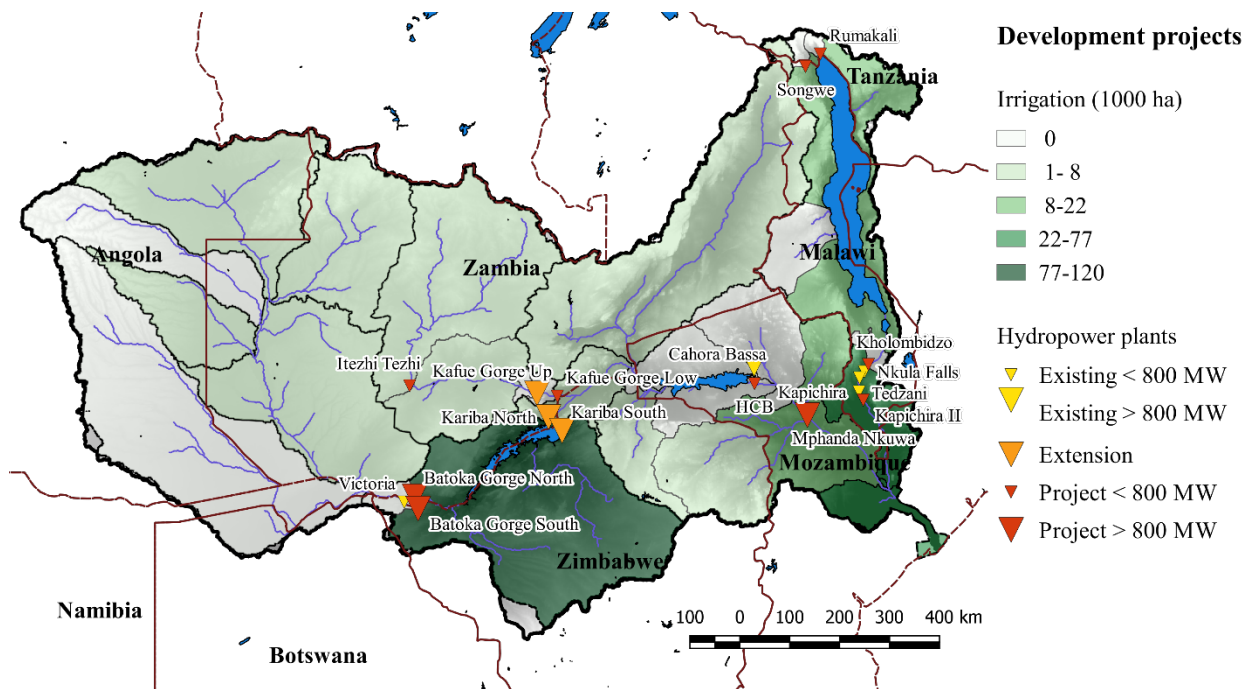 Rumakali
Development projects
Tanzania
Songwe
Irrigation (1000 ha)
0
1- 8
8-22
22-77
77-120
Angola
Zambia
Malawi
Hydropower plants
Existing < 800 MW
Existing > 800 MW
Extension
Project < 800 MW
Project > 800 MW
Kholombidzo
Cahora Bassa
Itezhi Tezhi
Kafue Gorge Up
Nkula Falls
Kafue Gorge Low
Kapichira
Tedzani
HCB
Kapichira II
Kariba North
Kariba South
Mphanda Nkuwa
Mozambique
Victoria
Batoka Gorge North
Batoka Gorge South
Zimbabwe
Namibia
Botswana
100 0 100 200 300 400 km